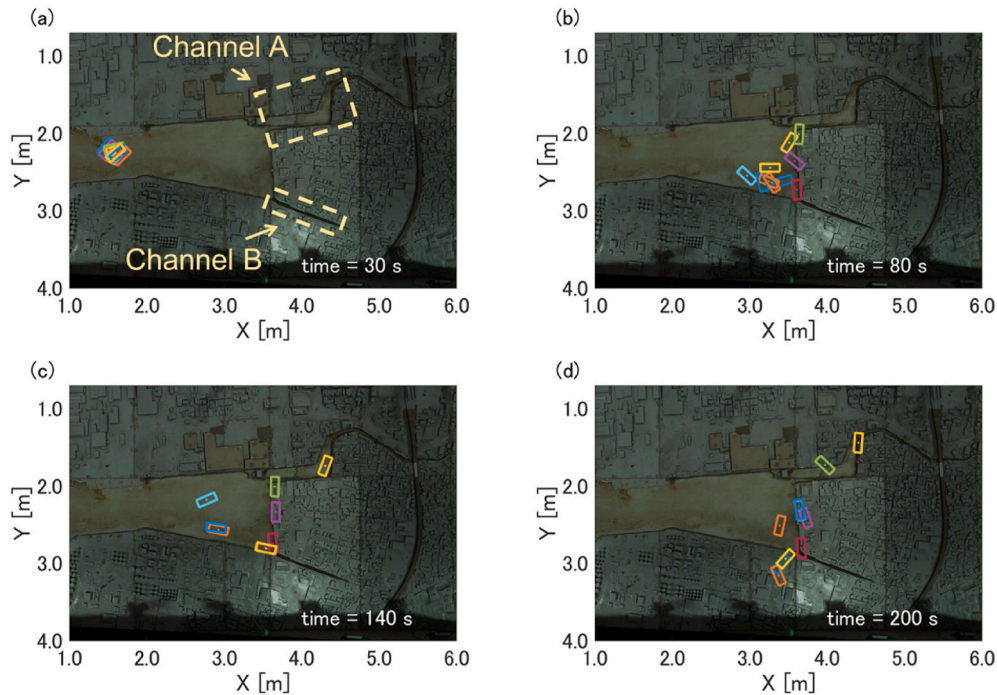 (a)
(b)
Channel A
Channel B
time = 30 s
time = 80 s
1.0
2.0
3.0
4.0
Y [m]
1.0 2.0 3.0 4.0 5.0 6.0
X [m]
1.0
2.0
3.0
4.0
Y [m]
1.0 2.0 3.0 4.0 5.0 6.0
X [m]
(c)
(d)
time = 140 s
time = 200 s
1.0
2.0
3.0
4.0
Y [m]
1.0 2.0 3.0 4.0 5.0 6.0
X [m]
1.0
2.0
3.0
4.0
Y [m]
1.0 2.0 3.0 4.0 5.0 6.0
X [m]